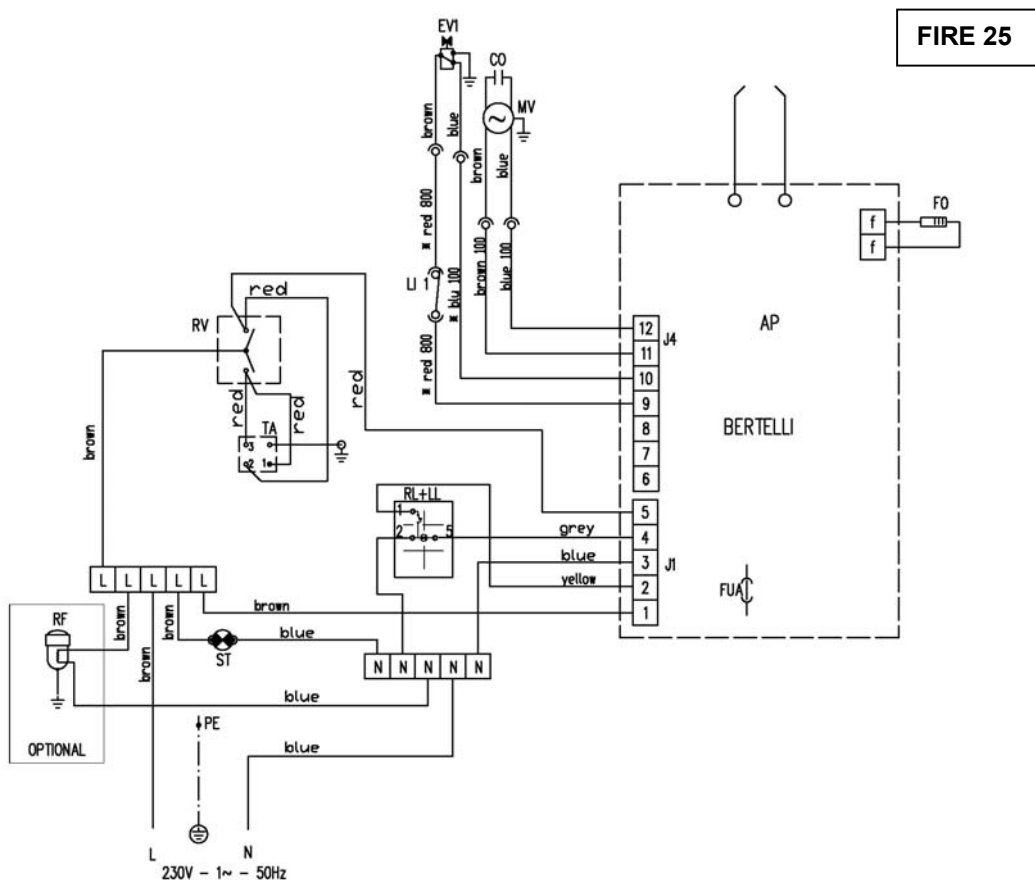 FIRE 25
EV1
CO
MV
brown
blue
brown
blue
FO
f
f
* red 800
LI 1
* blu 100
brown 100
blue 100
* red 800
red
RV
red
red
red
TA
3
2
1
brown
AP
BERTELLI
12
11
10
9
8
7
6
J4
5
4
3
2
1
J1
FUA
RL+LL
1
2
5
grey
blue
yellow
L L L L L
brown
RF
brown
brown
brown
ST
blue
N N N N N
blue
OPTIONAL
PE
blue
L
N
230V - 1~ - 50Hz